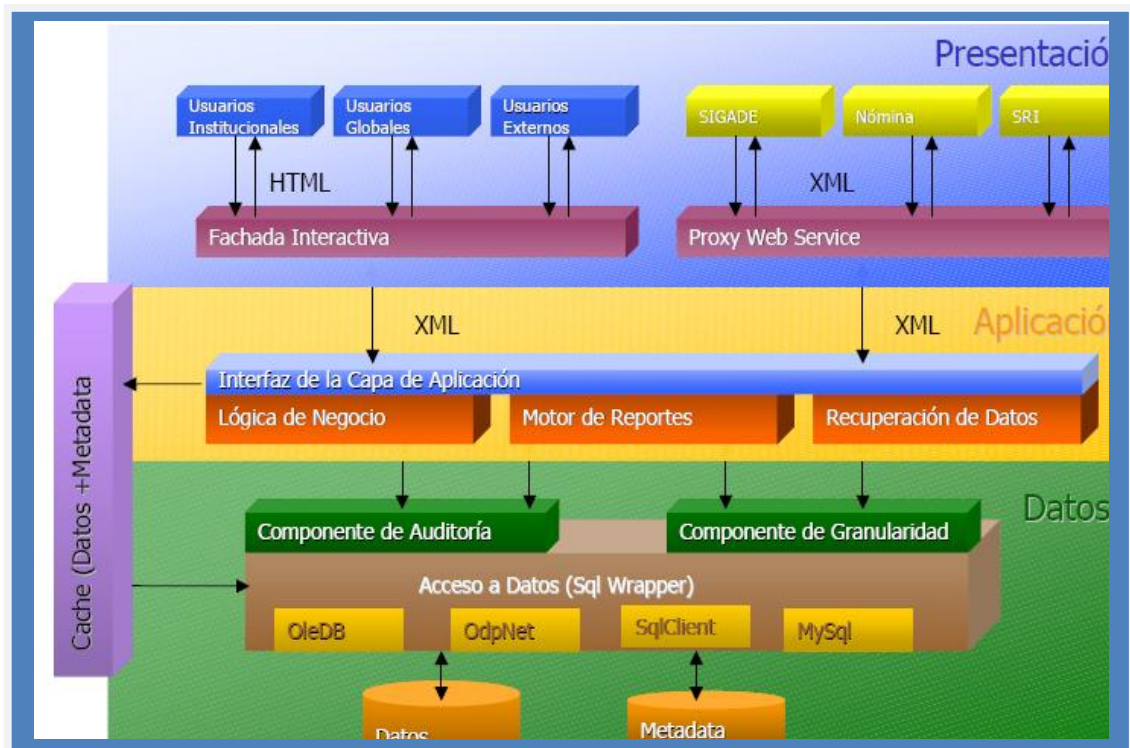 Presentació
Usuarios
Institucionales
Usuarios
Globales
Usuarios
Externos
SIGADE
Nómina
SRI
HTML
XML
Fachada Interactiva
Proxy Web Service
XML
XML
Aplicació
Interfaz de la Capa de Aplicación
Lógica de Negocio
Motor de Reportes
Recuperación de Datos
Cache (Datos +Metadata
Datos
Componente de Auditoría
Componente de Granularidad
Acceso a Datos (Sql Wrapper)
OleDB
OdpNet
SqlClient
MySql
Datos
Metadata